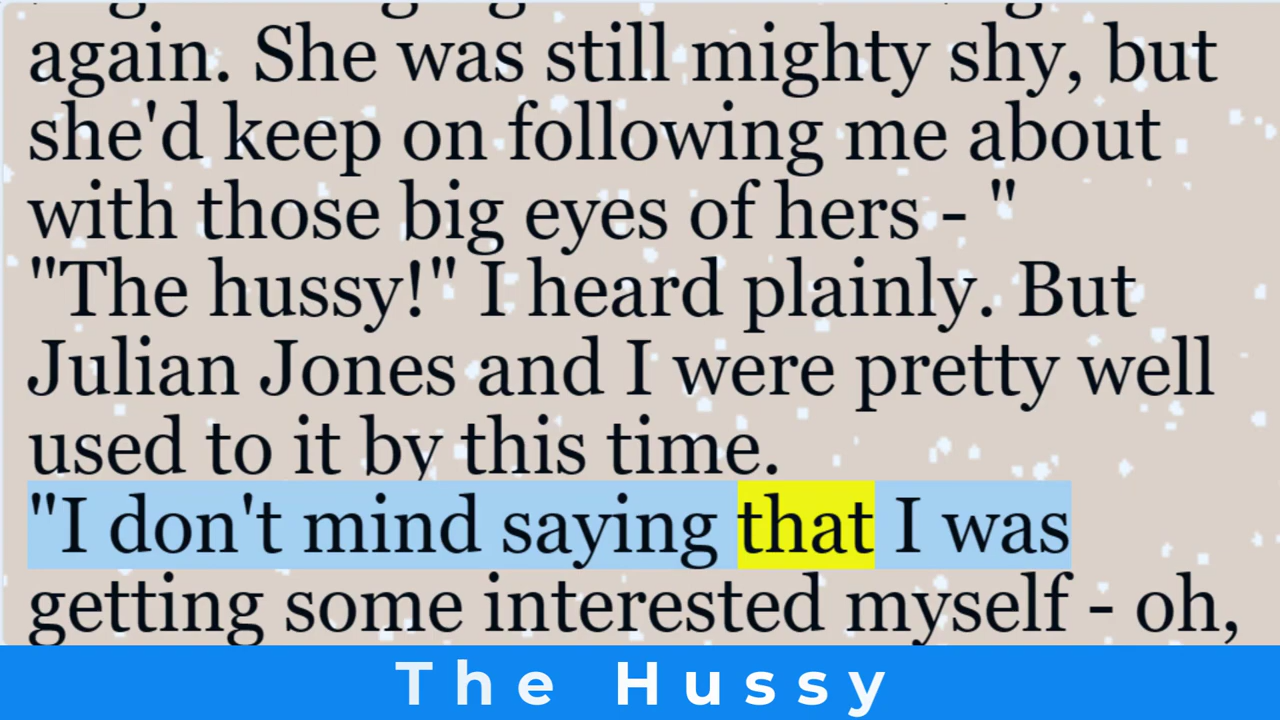 again. She was still mighty shy, but
she'd keep on following me about
with those big eyes of hers - "
"The hussy!" I heard plainly. But
Julian Jones and I were pretty well
used to it by this time.
"I don't mind saying that I was
getting some interested myself - oh,
The Hussy